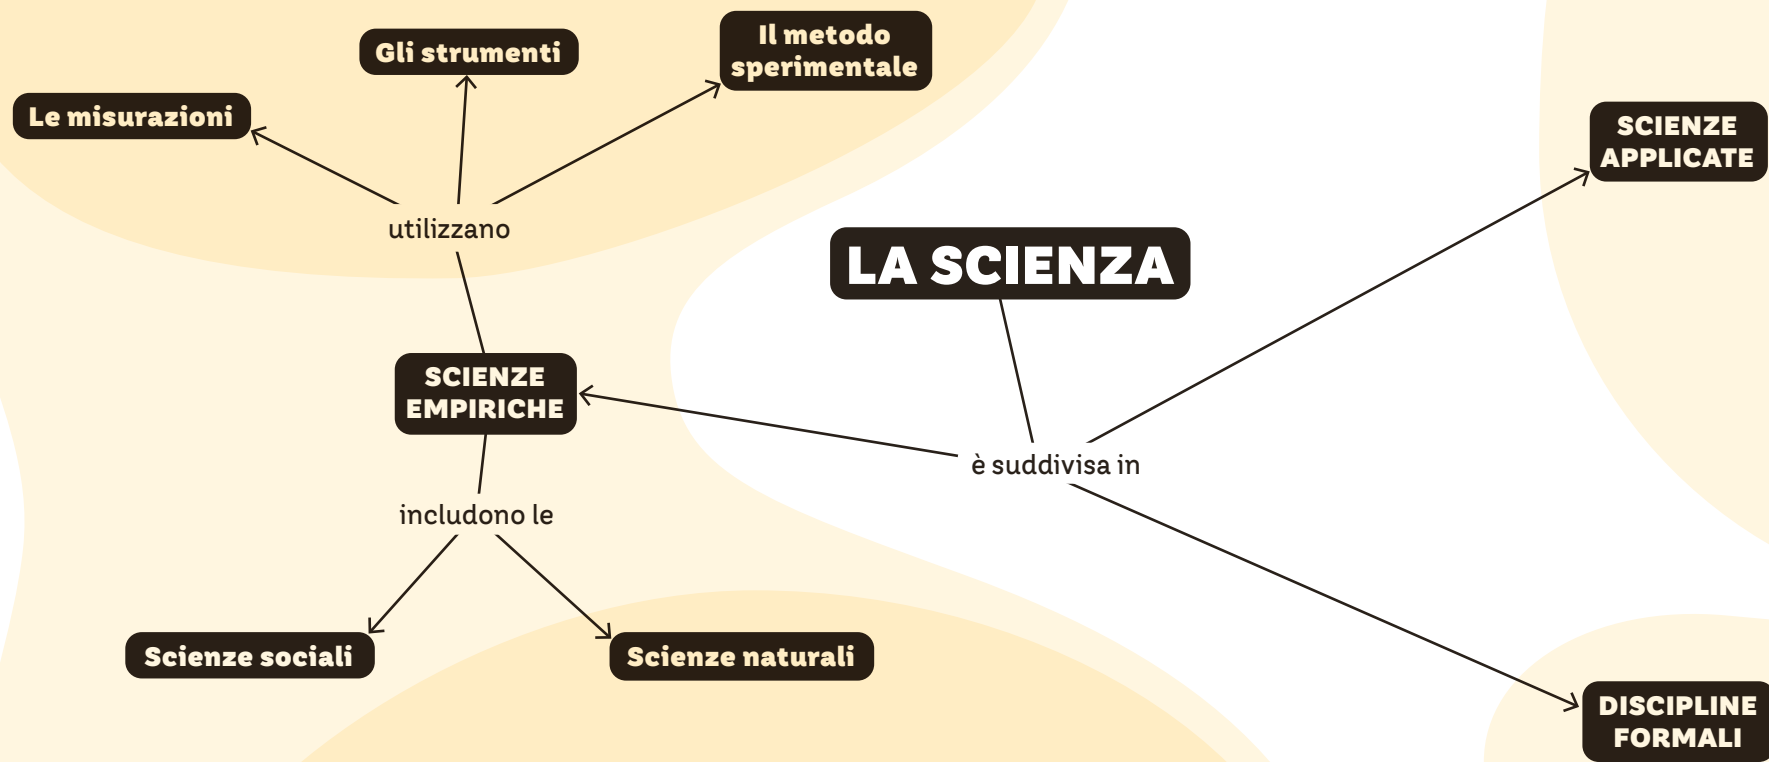 Il metodo
sperimentale
Gli strumenti
Le misurazioni
SCIENZE
APPLICATE
utilizzano
LA SCIENZA
SCIENZE
EMPIRICHE
è suddivisa in
includono le
Scienze sociali
Scienze naturali
DISCIPLINE
FORMALI